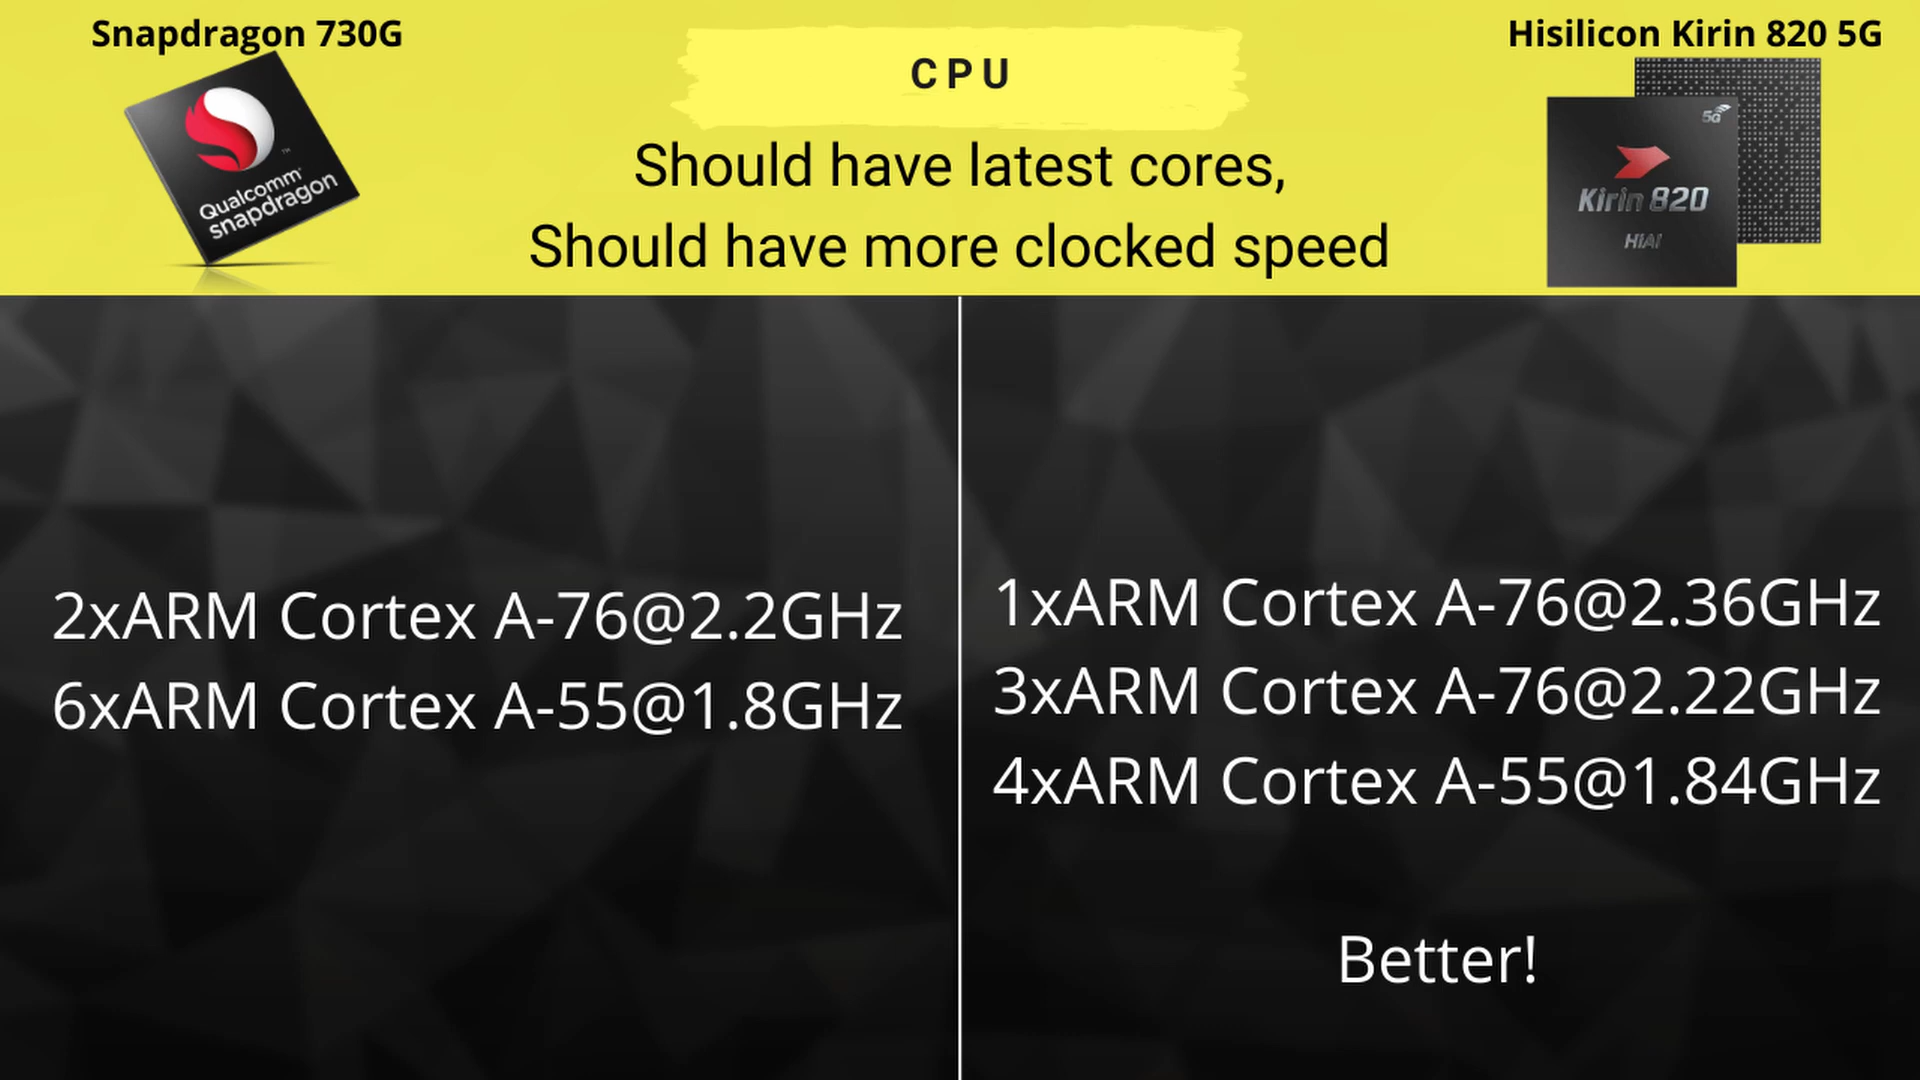 Snapdragon 730G
Hisilicon Kirin 820 5G
CPU
Should have latest cores,
Should have more clocked speed
Qualcomm
snapdragon
™
5G
Kirin 820
HiAI
2xARM Cortex A-76@2.2GHz
6xARM Cortex A-55@1.8GHz
1xARM Cortex A-76@2.36GHz
3xARM Cortex A-76@2.22GHz
4xARM Cortex A-55@1.84GHz
Better!